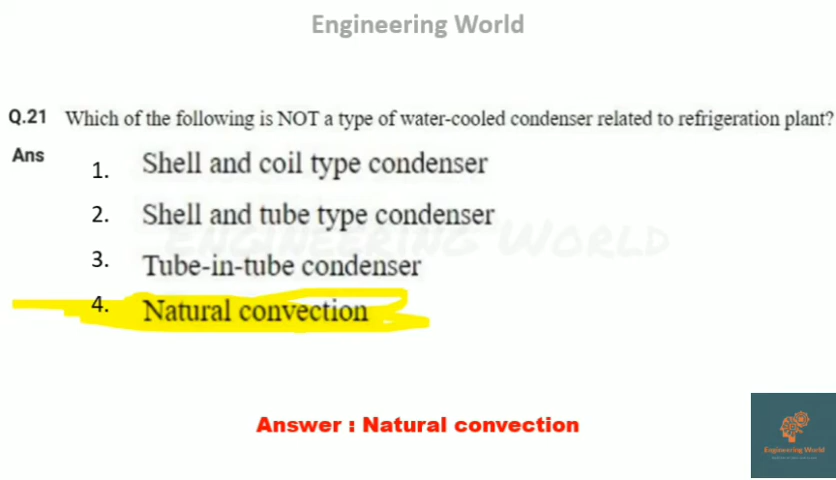 Engineering World
Q.21 Which of the following is NOT a type of water-cooled condenser related to refrigeration plant?
Ans
1. Shell and coil type condenser
2. Shell and tube type condenser
ENGINEERING WORLD
3. Tube-in-tube condenser
4. Natural convection
Answer : Natural convection
Engineering World